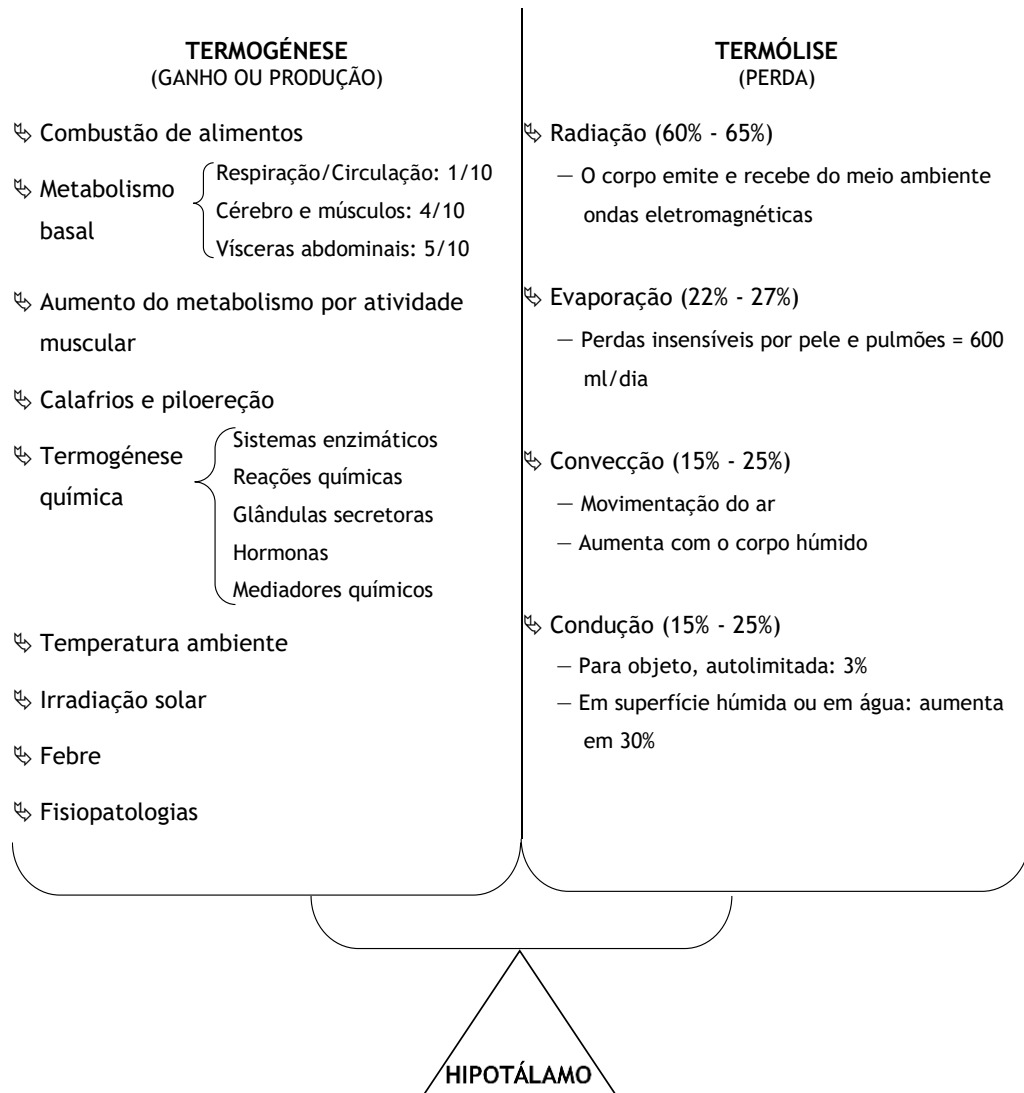 TERMOGÉNESE
(GANHO OU PRODUÇÃO)
Combustão de alimentos
Metabolismo
basal
Respiração/Circulação: 1/10
Cérebro e músculos: 4/10
Vísceras abdominais: 5/10
Aumento do metabolismo por atividade
muscular
Calafrios e piloereção
Termogénese
química
Sistemas enzimáticos
Reações químicas
Glândulas secretoras
Hormonas
Mediadores químicos
Temperatura ambiente
Irradiação solar
Febre
Fisiopatologias
TERMÓLISE
(PERDA)
Radiação (60% - 65%)
— O corpo emite e recebe do meio ambiente
ondas eletromagnéticas
Evaporação (22% - 27%)
— Perdas insensíveis por pele e pulmões = 600
ml/dia
Convecção (15% - 25%)
— Movimentação do ar
— Aumenta com o corpo húmido
Condução (15% - 25%)
— Para objeto, autolimitada: 3%
— Em superfície húmida ou em água: aumenta
em 30%
HIPOTÁLAMO